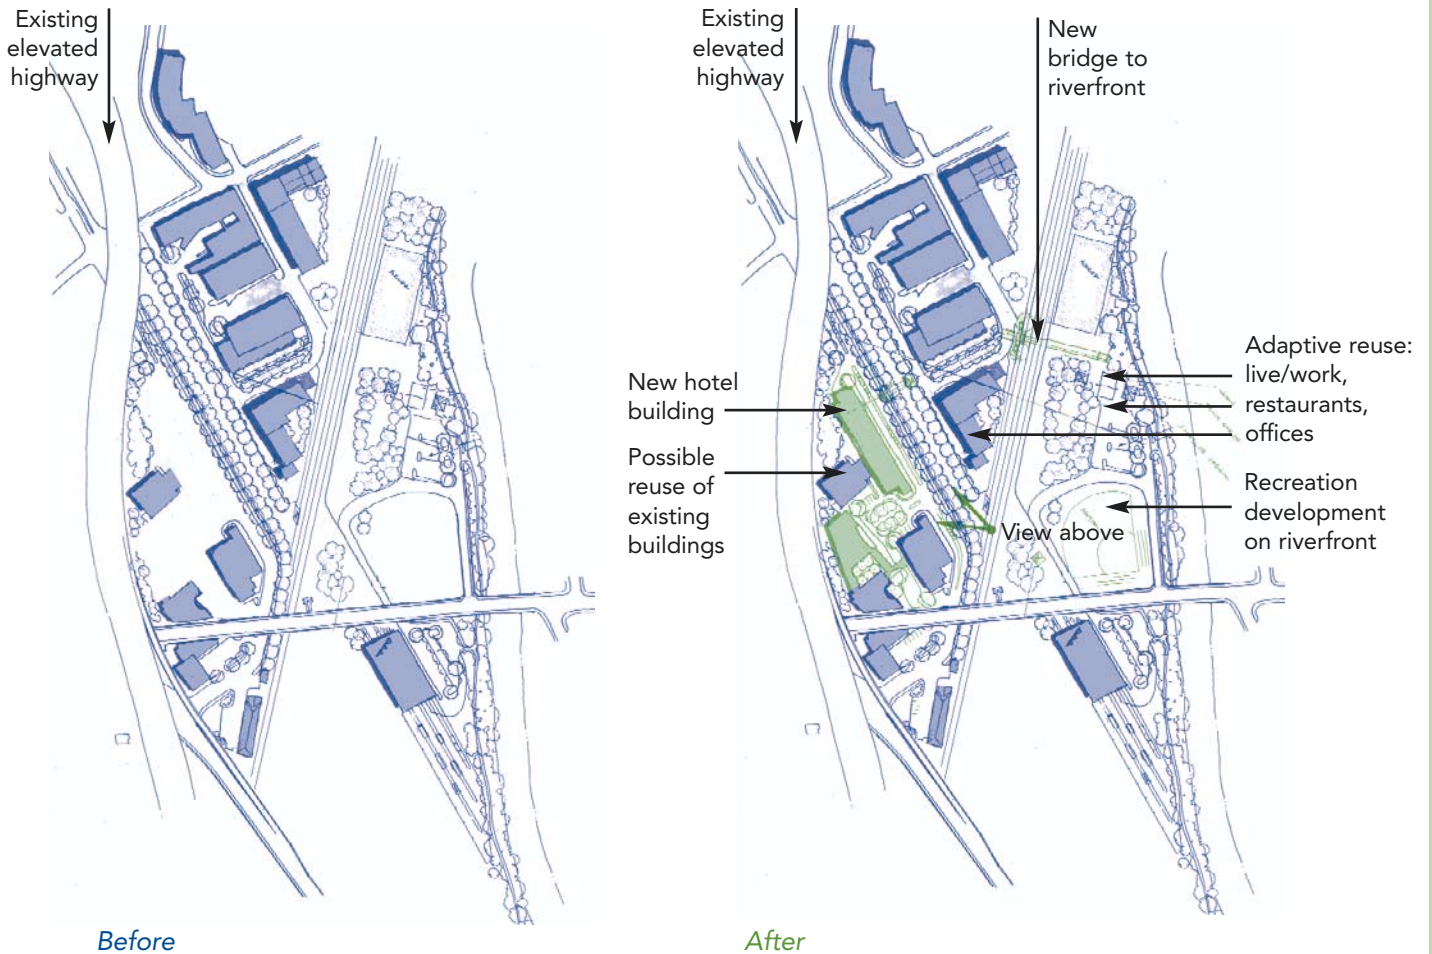 Existing
elevated
highway
Before
Existing
elevated
highway
New
bridge to
riverfront
New hotel
building
Possible
reuse of
existing
buildings
View above
Adaptive reuse:
live/work,
restaurants,
offices
Recreation
development
on riverfront
After